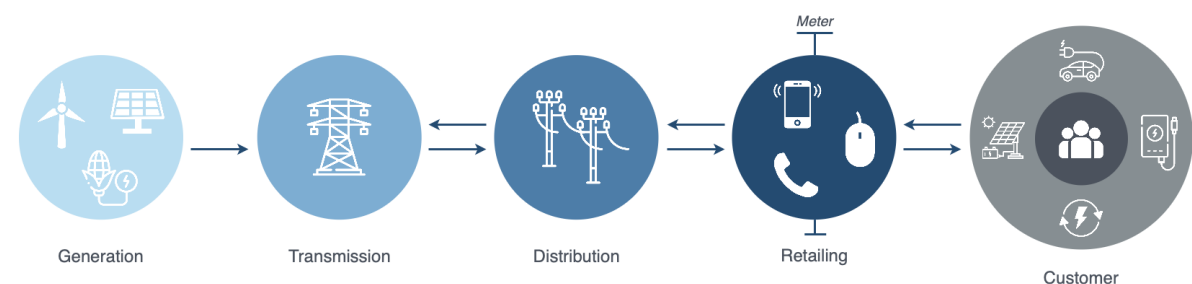 Meter
Generation
Transmission
Distribution
Retailing
Customer